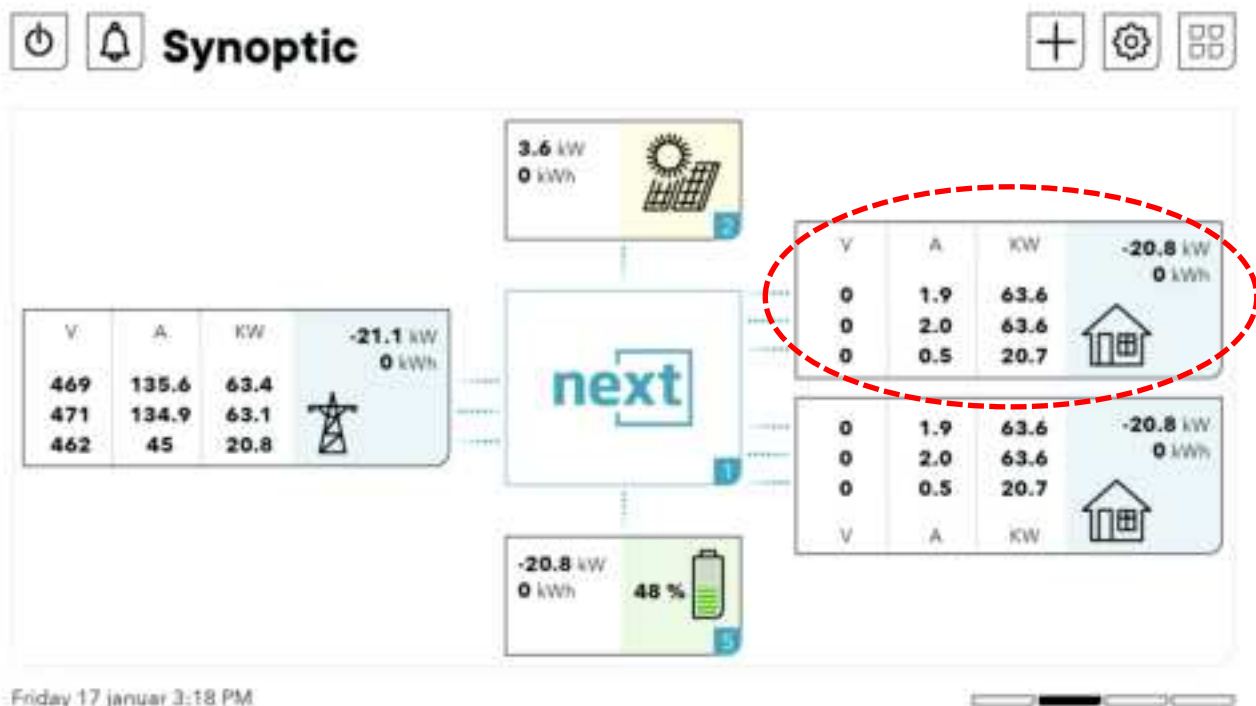 Synoptic
3.6 kW
0 kWh
2
V A KW
-20.8 kW
0 kWh
0 1.9 63.6
0 2.0 63.6
0 0.5 20.7
V A KW
-21.1 kW
0 kWh
469 135.6 63.4
471 134.9 63.1
462 45 20.8
next
1
0 1.9 63.6
0 2.0 63.6
0 0.5 20.7
V A KW
-20.8 kW
0 kWh
-20.8 kW
0 kWh
48 %
5
Friday 17 januar 3:18 PM